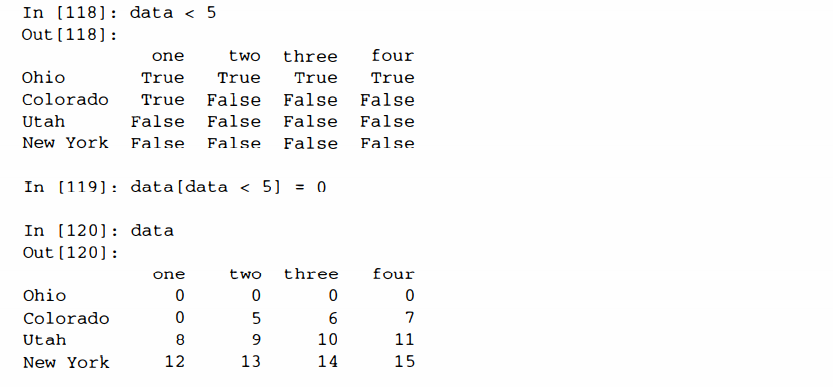 In [118]: data < 5
Out[118]:
            one    two  three   four
Ohio       True   True   True   True
Colorado   True  False  False  False
Utah      False  False  False  False
New York  False  False  False  False
In [119]: data[data < 5] = 0
In [120]: data
Out[120]:
          one  two  three  four
Ohio        0    0      0     0
Colorado    0    5      6     7
Utah        8    9     10    11
New York   12   13     14    15